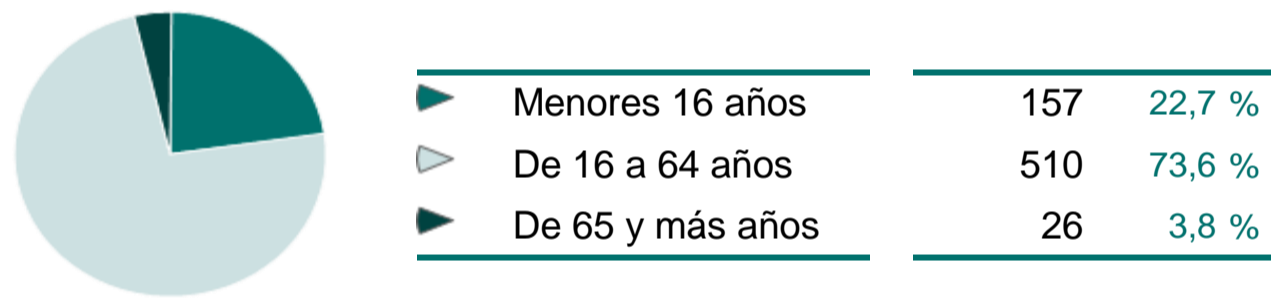 Menores 16 años 157 22,7 %
De 16 a 64 años 510 73,6 %
De 65 y más años 26 3,8 %